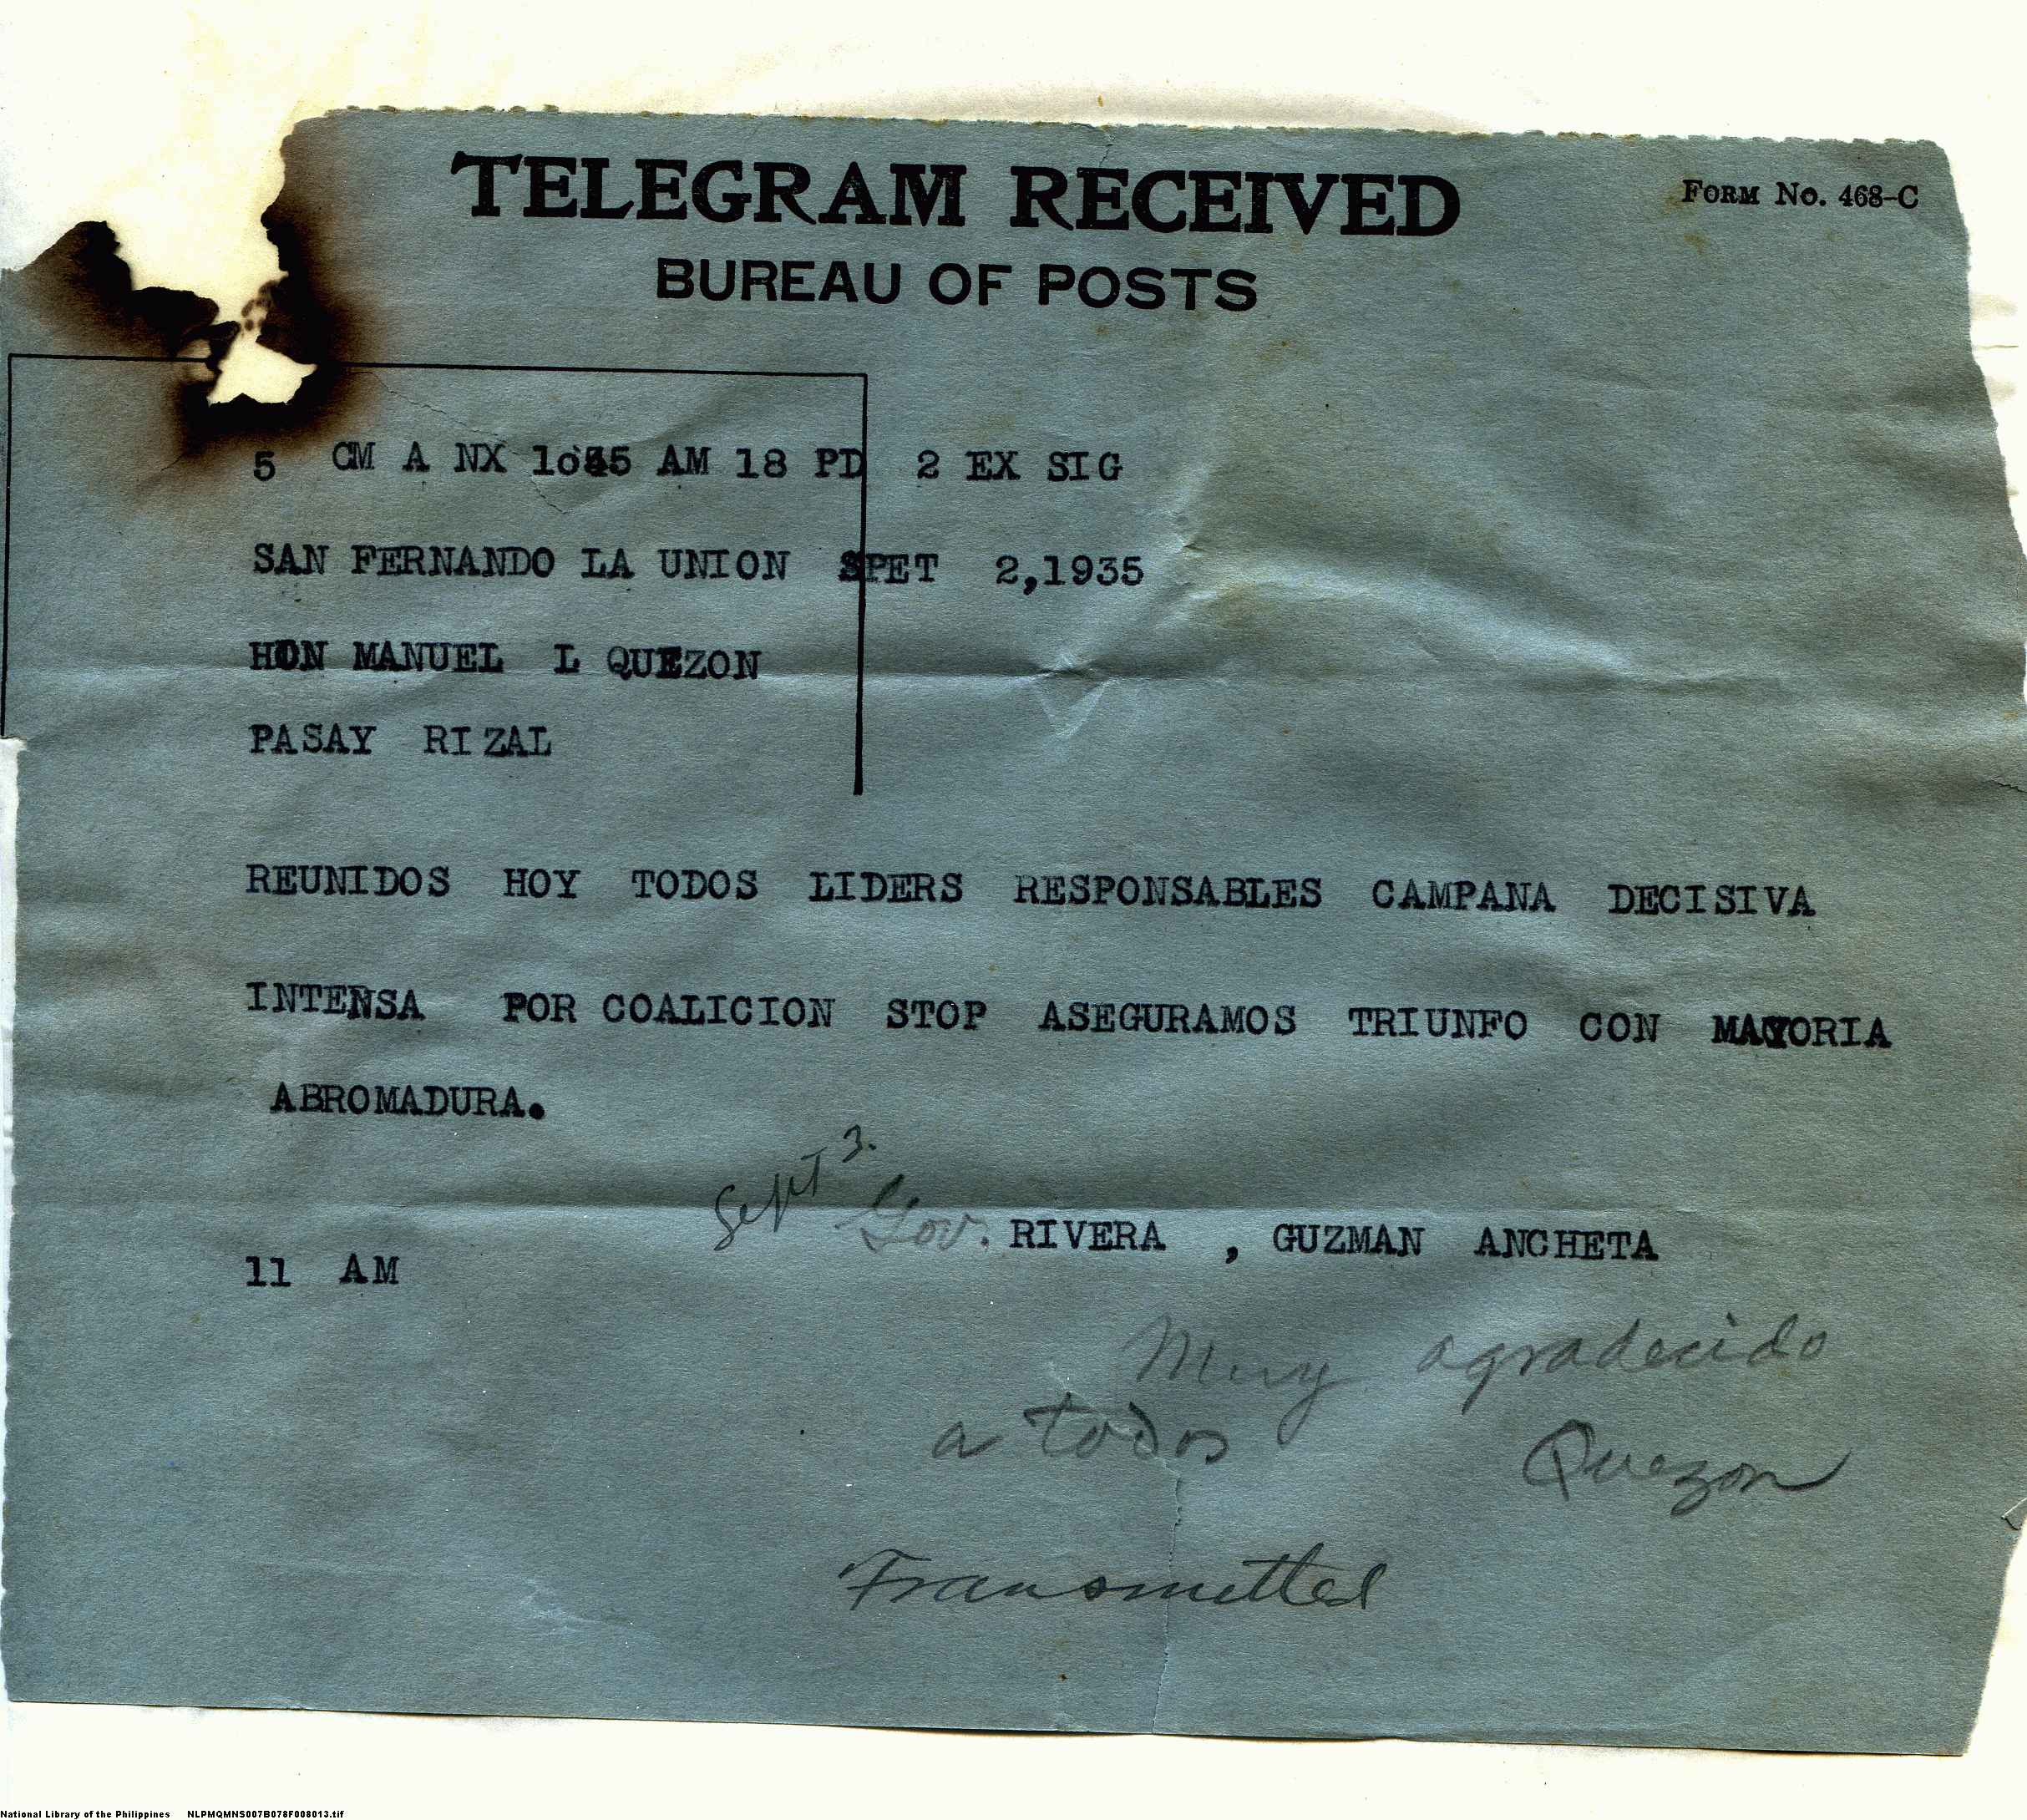 TELEGRAM RECEIVED
FORM NO. 468-C
BUREAU OF POSTS
5 CM A NX AM 18 PD 2 EX SIG
SAN FERNANDO LA UNION SPET 2,1935
HON MANUEL L QUEZON
PASAY RIZAL
REUNIDOS HOY TODOS LIDERS RESPONSABLES CAMPANA DECISIVA
INTENSA POR COALICION STOP ASEGURAMOS TRIUNFO CON MAYORIA
ABROMADURA.
Sept 3.
Gov. RIVERA , GUZMAN ANCHETA
11 AM
Muy agradecido
a todos
Quezon
Transmitted
National Library of the Philippines NLPMQMNS007B078F008013.tif